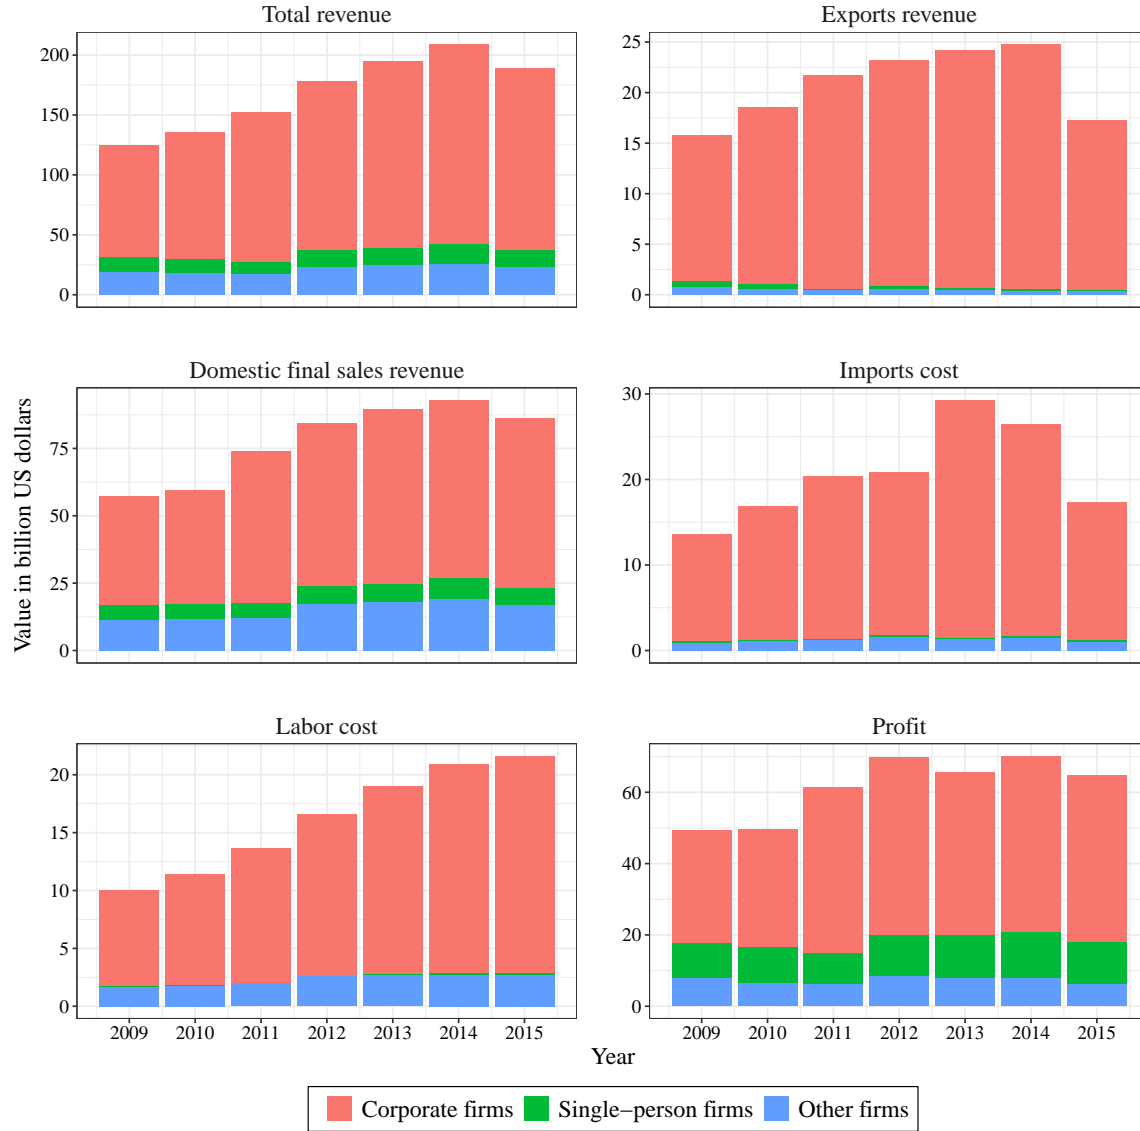 Total revenue
200
150
100
50
0
Exports revenue
25
20
15
10
5
0
Domestic final sales revenue
75
50
25
0
Imports cost
30
20
10
0
Labor cost
20
15
10
5
0
2009 2010 2011 2012 2013 2014 2015
Profit
60
40
20
0
2009 2010 2011 2012 2013 2014 2015
Value in billion US dollars
Year
Corporate firms Single−person firms Other firms